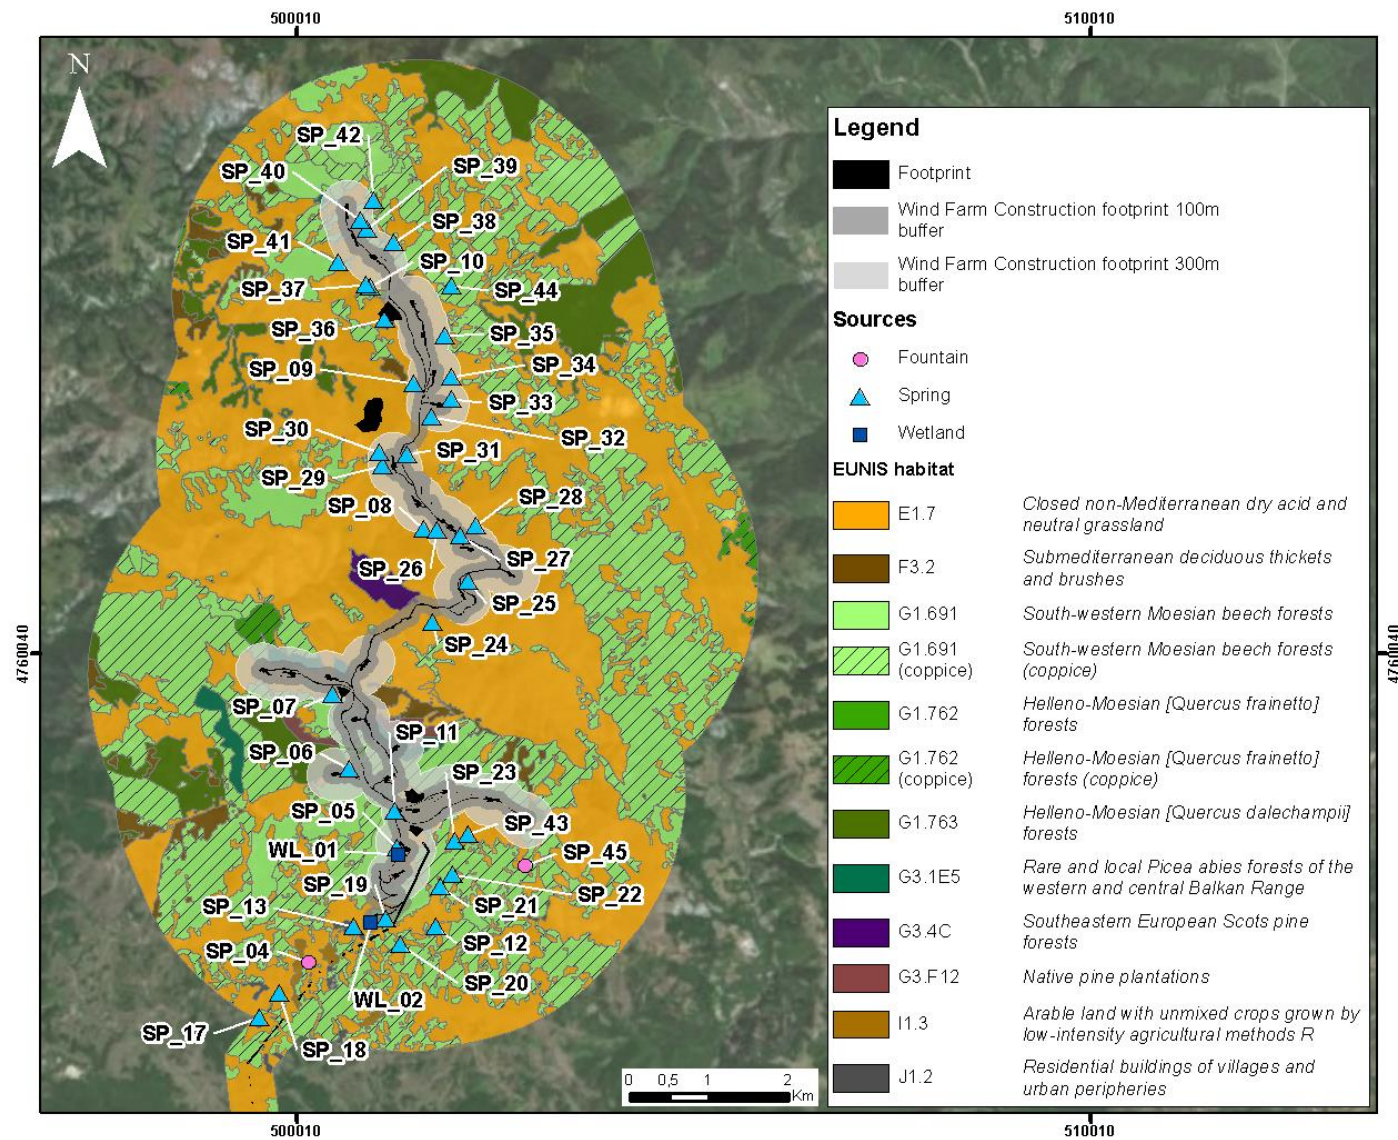 500010
510010
N
SP_42
SP_39
SP_40
SP_38
SP_41
SP_10
SP_37
SP_44
SP_36
SP_35
SP_34
SP_09
SP_33
SP_30
SP_32
SP_31
SP_29
SP_28
SP_08
SP_27
SP_26
SP_25
SP_24
4760040
4760040
SP_07
SP_11
SP_06
SP_23
SP_05
SP_43
WL_01
SP_45
SP_19
SP_22
SP_13
SP_21
SP_12
SP_04
SP_20
WL_02
SP_17
SP_18
Legend
Footprint
Wind Farm Construction footprint 100m
buffer
Wind Farm Construction footprint 300m
buffer
Sources
Fountain
Spring
Wetland
EUNIS habitat
E1.7 Closed non-Mediterranean dry acid and
neutral grassland
F3.2 Submediterranean deciduous thickets
and brushes
G1.691 South-western Moesian beech forests
G1.691 South-western Moesian beech forests
(coppice) (coppice)
G1.762 Helleno-Moesian [Quercus frainetto]
forests
G1.762 Helleno-Moesian [Quercus frainetto]
(coppice) forests (coppice)
G1.763 Helleno-Moesian [Quercus dalechampii]
forests
G3.1E5 Rare and local Picea abies forests of the
western and central Balkan Range
G3.4C Southeastern European Scots pine
forests
G3.F12 Native pine plantations
I1.3 Arable land with unmixed crops grown by
low-intensity agricultural methods R
J1.2 Residential buildings of villages and
urban peripheries
0 0,5 1 2
Km
500010
510010